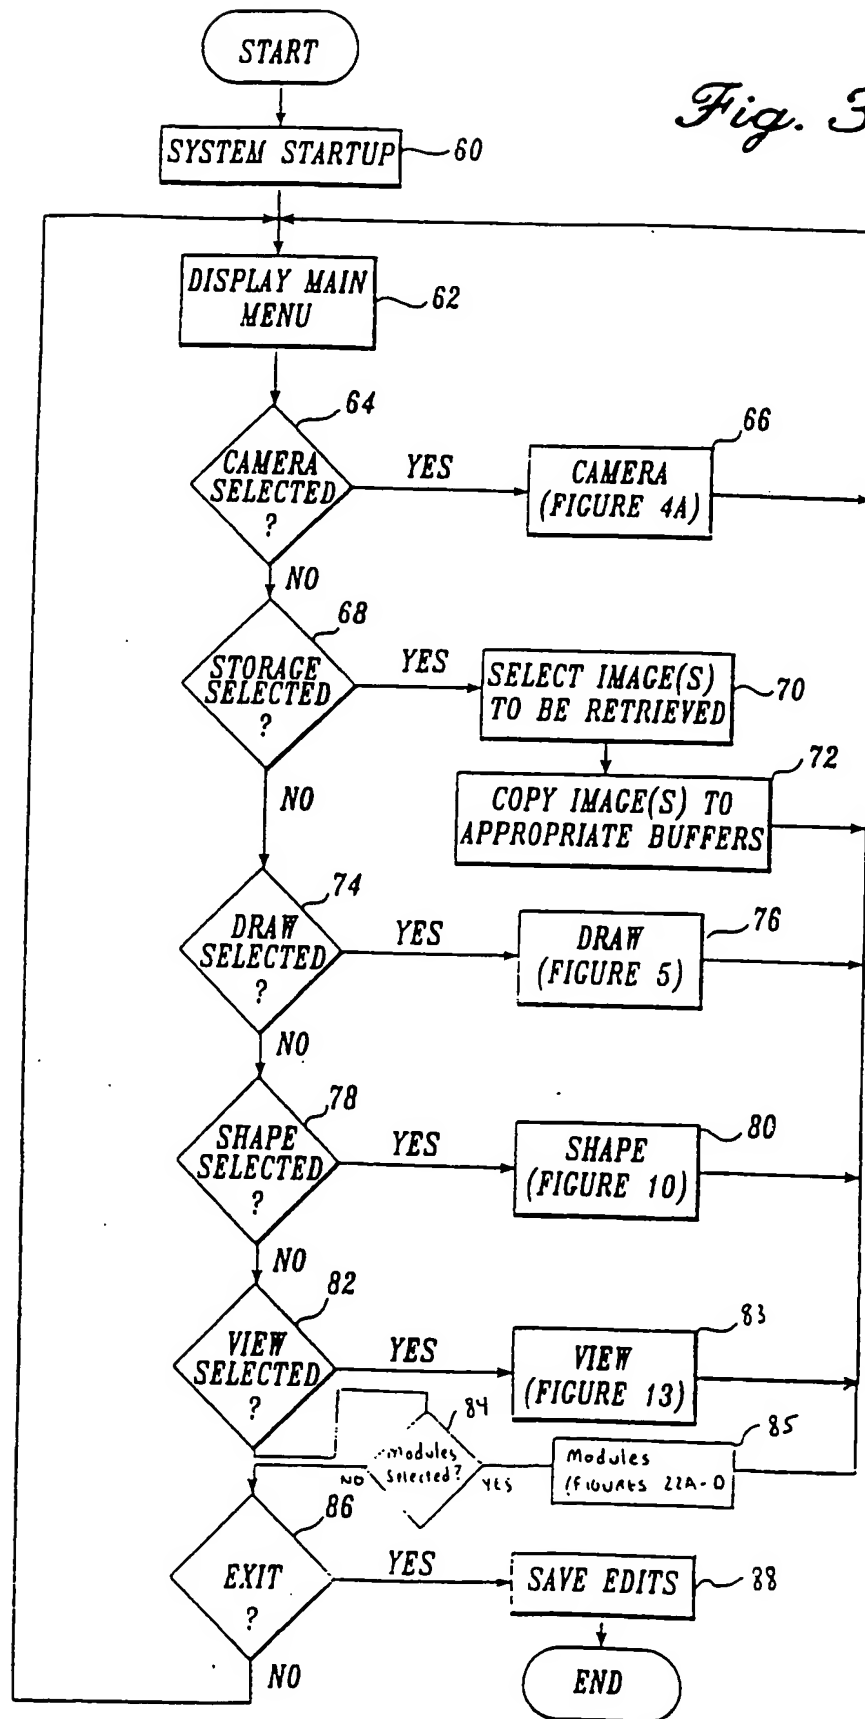 START
Fig. 3
SYSTEM STARTUP
60
DISPLAY MAIN
MENU
62
64
CAMERA
SELECTED
?
YES
66
CAMERA
(FIGURE 4A)
NO
68
STORAGE
SELECTED
?
YES
SELECT IMAGE(S)
TO BE RETRIEVED
70
72
COPY IMAGE(S) TO
APPROPRIATE BUFFERS
NO
74
DRAW
SELECTED
?
YES
76
DRAW
(FIGURE 5)
NO
78
SHAPE
SELECTED
?
YES
80
SHAPE
(FIGURE 10)
NO
82
VIEW
SELECTED
?
YES
83
VIEW
(FIGURE 13)
84
Modules
Selected?
NO
YES
85
Modules
(FIGURES 22A-D
86
EXIT
?
YES
SAVE EDITS
88
NO
END